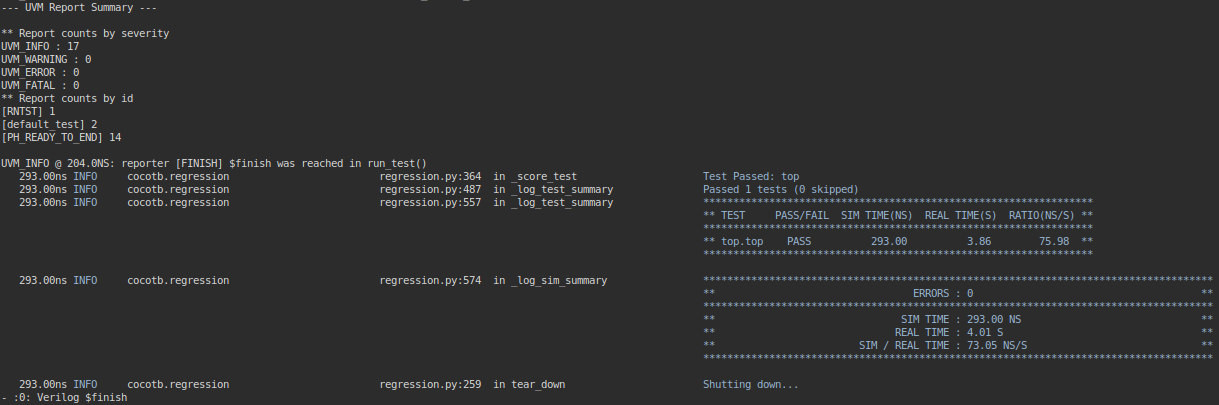 --- UVM Report Summary ---
** Report counts by severity
UVM_INFO : 17
UVM_WARNING : 0
UVM_ERROR : 0
UVM_FATAL : 0
** Report counts by id
[RNTST] 1
[default_test] 2
[PH_READY_TO_END] 14
UVM_INFO @ 204.0NS: reporter [FINISH] $finish was reached in run_test()
293.00ns INFO cocotb.regression regression.py:364 in _score_test Test Passed: top
293.00ns INFO cocotb.regression regression.py:487 in _log_test_summary Passed 1 tests (0 skipped)
293.00ns INFO cocotb.regression regression.py:557 in _log_test_summary *****************************************************************
** TEST PASS/FAIL SIM TIME(NS) REAL TIME(S) RATIO(NS/S) **
*****************************************************************
** top.top PASS 293.00 3.86 75.98 **
*****************************************************************
293.00ns INFO cocotb.regression regression.py:574 in _log_sim_summary *************************************************************************************
** ERRORS : 0 **
*************************************************************************************
** SIM TIME : 293.00 NS **
** REAL TIME : 4.01 S **
** SIM / REAL TIME : 73.05 NS/S **
*************************************************************************************
293.00ns INFO cocotb.regression regression.py:259 in tear_down Shutting down...
- :0: Verilog $finish